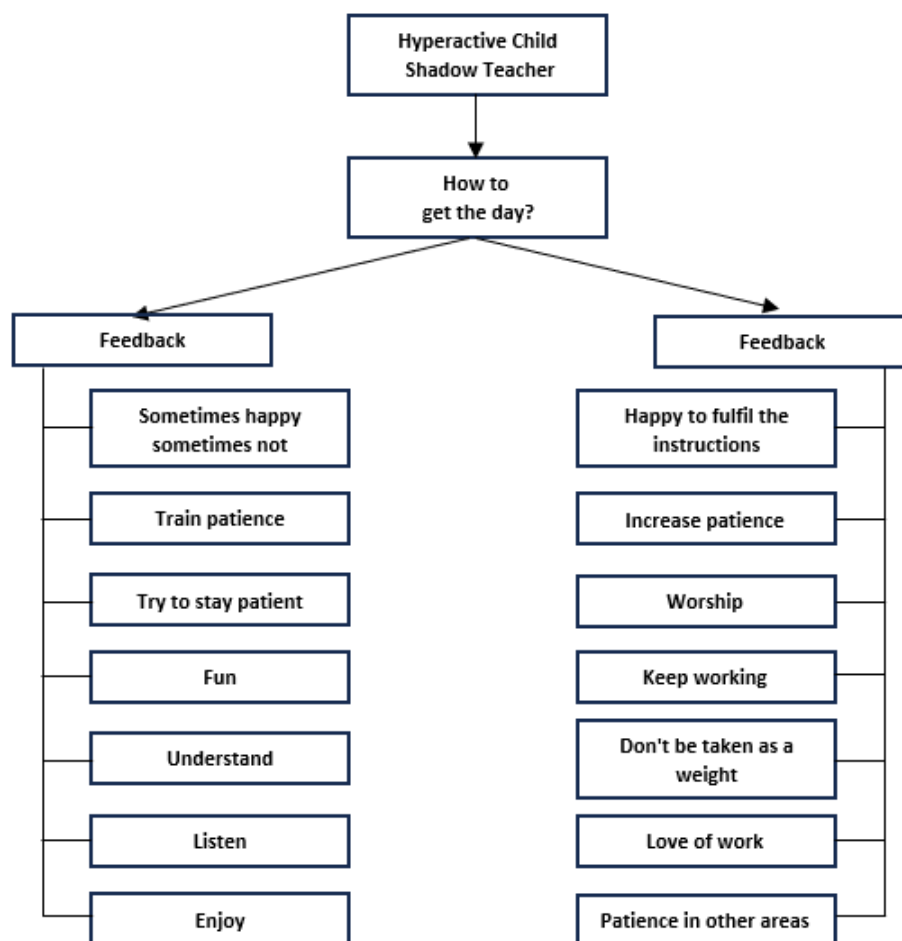 Hyperactive Child
Shadow Teacher
How to
get the day?
Feedback
Sometimes happy
sometimes not
Train patience
Try to stay patient
Fun
Understand
Listen
Enjoy
Feedback
Happy to fulfil the
instructions
Increase patience
Worship
Keep working
Don't be taken as a
weight
Love of work
Patience in other areas